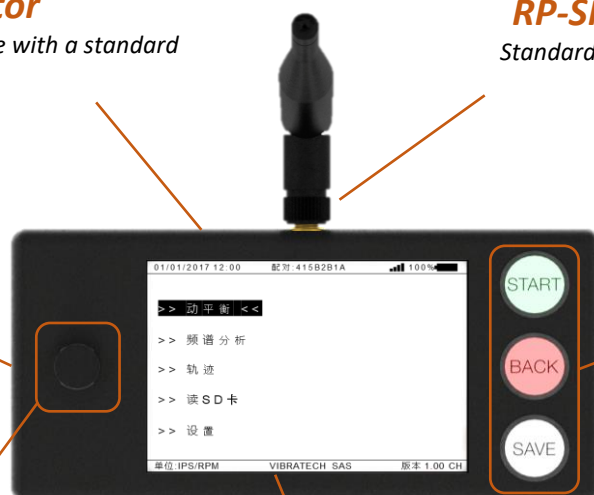 tor
e with a standard
RP-S
Standard
01/01/2017 12:00 配对:415B2B1A 100%
>> 动平衡 <<
>> 频谱分析
>> 轨迹
>> 读SD卡
>> 设置
单位:IPS/RPM VIBRATECH SAS 版本 1.00 CH
START
BACK
SAVE